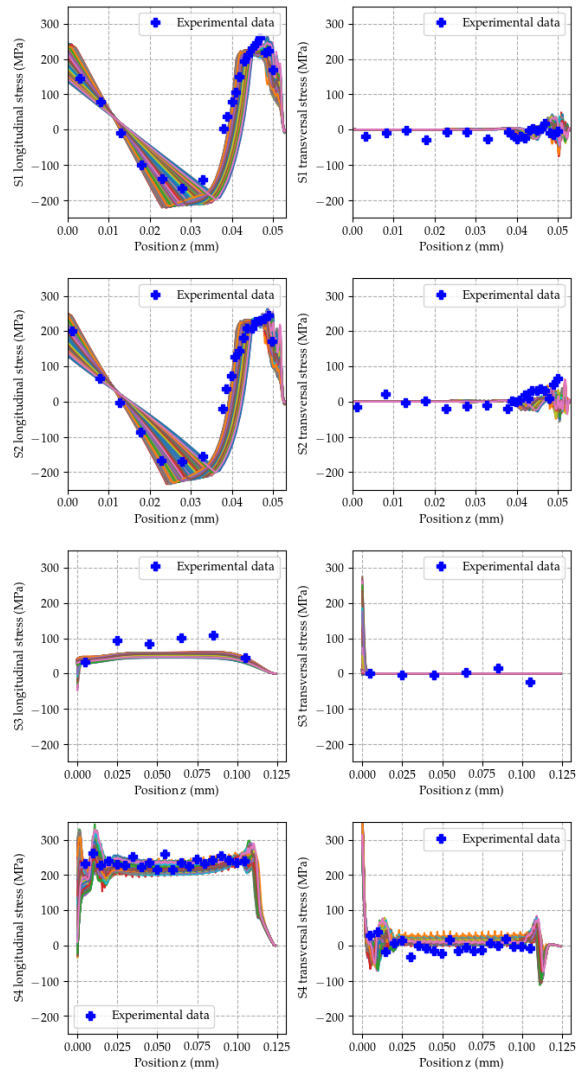 S1 longitudinal stress (MPa)
300
200
100
0
−100
−200
Experimental data
0.00 0.01 0.02 0.03 0.04 0.05
Position z (mm)
S1 transversal stress (MPa)
300
200
100
0
−100
−200
Experimental data
0.00 0.01 0.02 0.03 0.04 0.05
Position z (mm)
S2 longitudinal stress (MPa)
300
200
100
0
−100
−200
Experimental data
0.00 0.01 0.02 0.03 0.04 0.05
Position z (mm)
S2 transversal stress (MPa)
300
200
100
0
−100
−200
Experimental data
0.00 0.01 0.02 0.03 0.04 0.05
Position z (mm)
S3 longitudinal stress (MPa)
300
200
100
0
−100
−200
Experimental data
0.000 0.025 0.050 0.075 0.100 0.125
Position z (mm)
S3 transversal stress (MPa)
300
200
100
0
−100
−200
Experimental data
0.000 0.025 0.050 0.075 0.100 0.125
Position z (mm)
S4 longitudinal stress (MPa)
300
200
100
0
−100
−200
Experimental data
0.000 0.025 0.050 0.075 0.100 0.125
Position z (mm)
S4 transversal stress (MPa)
300
200
100
0
−100
−200
Experimental data
0.000 0.025 0.050 0.075 0.100 0.125
Position z (mm)